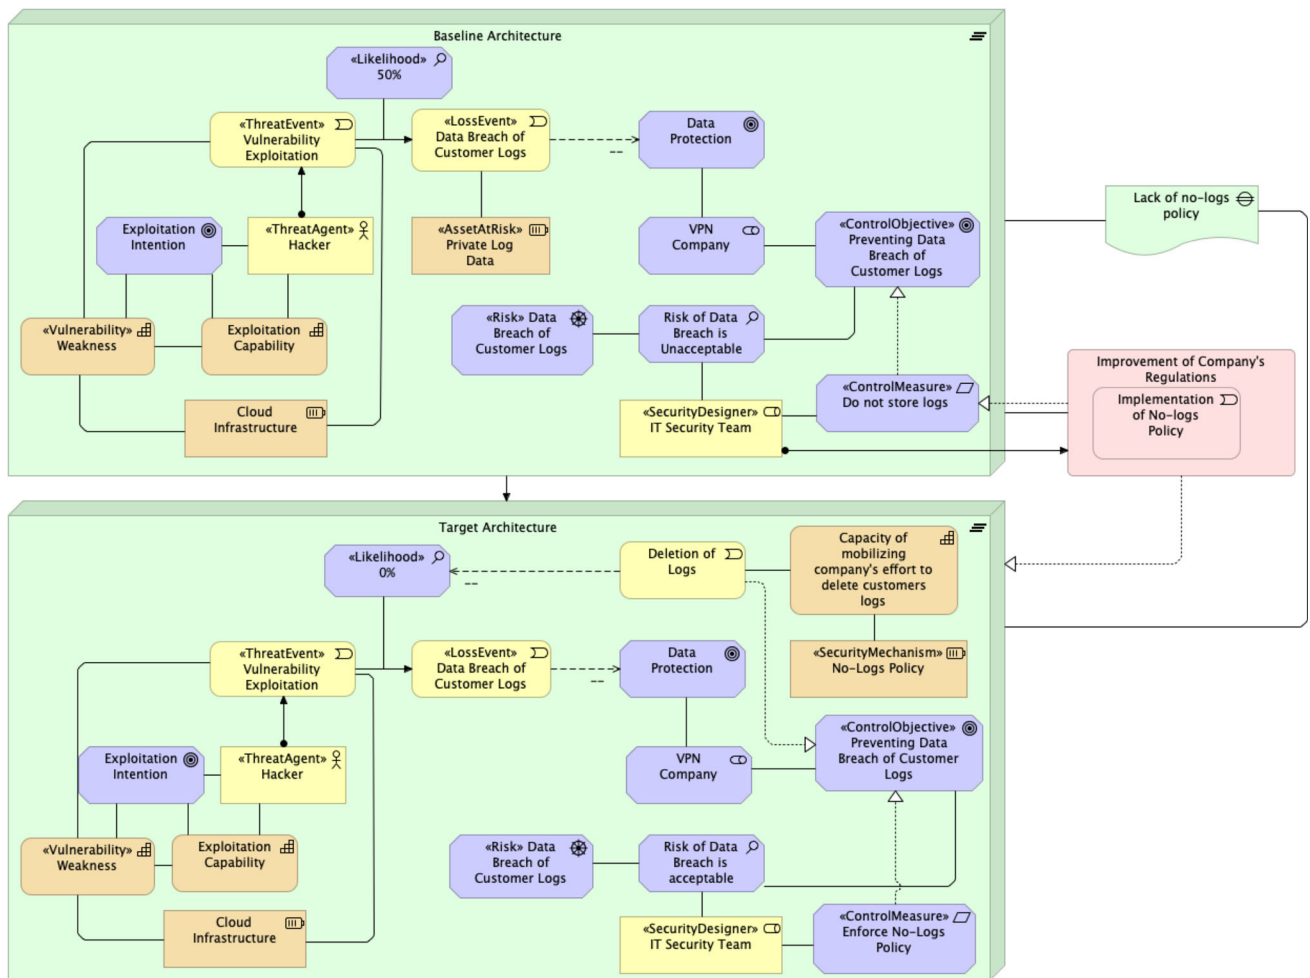 Baseline Architecture
«Likelihood»
50%
«ThreatEvent»
Vulnerability
Exploitation
«LossEvent»
Data Breach of
Customer Logs
--
Data
Protection
Exploitation
Intention
«ThreatAgent»
Hacker
«AssetAtRisk»
Private Log
Data
VPN
Company
«ControlObjective»
Preventing Data
Breach of
Customer Logs
Lack of no-logs
policy
«Vulnerability»
Weakness
Exploitation
Capability
«Risk» Data
Breach of
Customer Logs
Risk of Data
Breach is
Unacceptable
Cloud
Infrastructure
«SecurityDesigner»
IT Security Team
«ControlMeasure»
Do not store logs
Improvement of Company's
Regulations
Implementation
of No-logs
Policy
Target Architecture
«Likelihood»
0%
--
Deletion of
Logs
Capacity of
mobilizing
company's effort to
delete customers
logs
«ThreatEvent»
Vulnerability
Exploitation
«LossEvent»
Data Breach of
Customer Logs
--
Data
Protection
«SecurityMechanism»
No-Logs Policy
Exploitation
Intention
«ThreatAgent»
Hacker
VPN
Company
«ControlObjective»
Preventing Data
Breach of Customer
Logs
«Vulnerability»
Weakness
Exploitation
Capability
«Risk» Data
Breach of
Customer Logs
Risk of Data
Breach is
acceptable
Cloud
Infrastructure
«SecurityDesigner»
IT Security Team
«ControlMeasure»
Enforce No-Logs
Policy